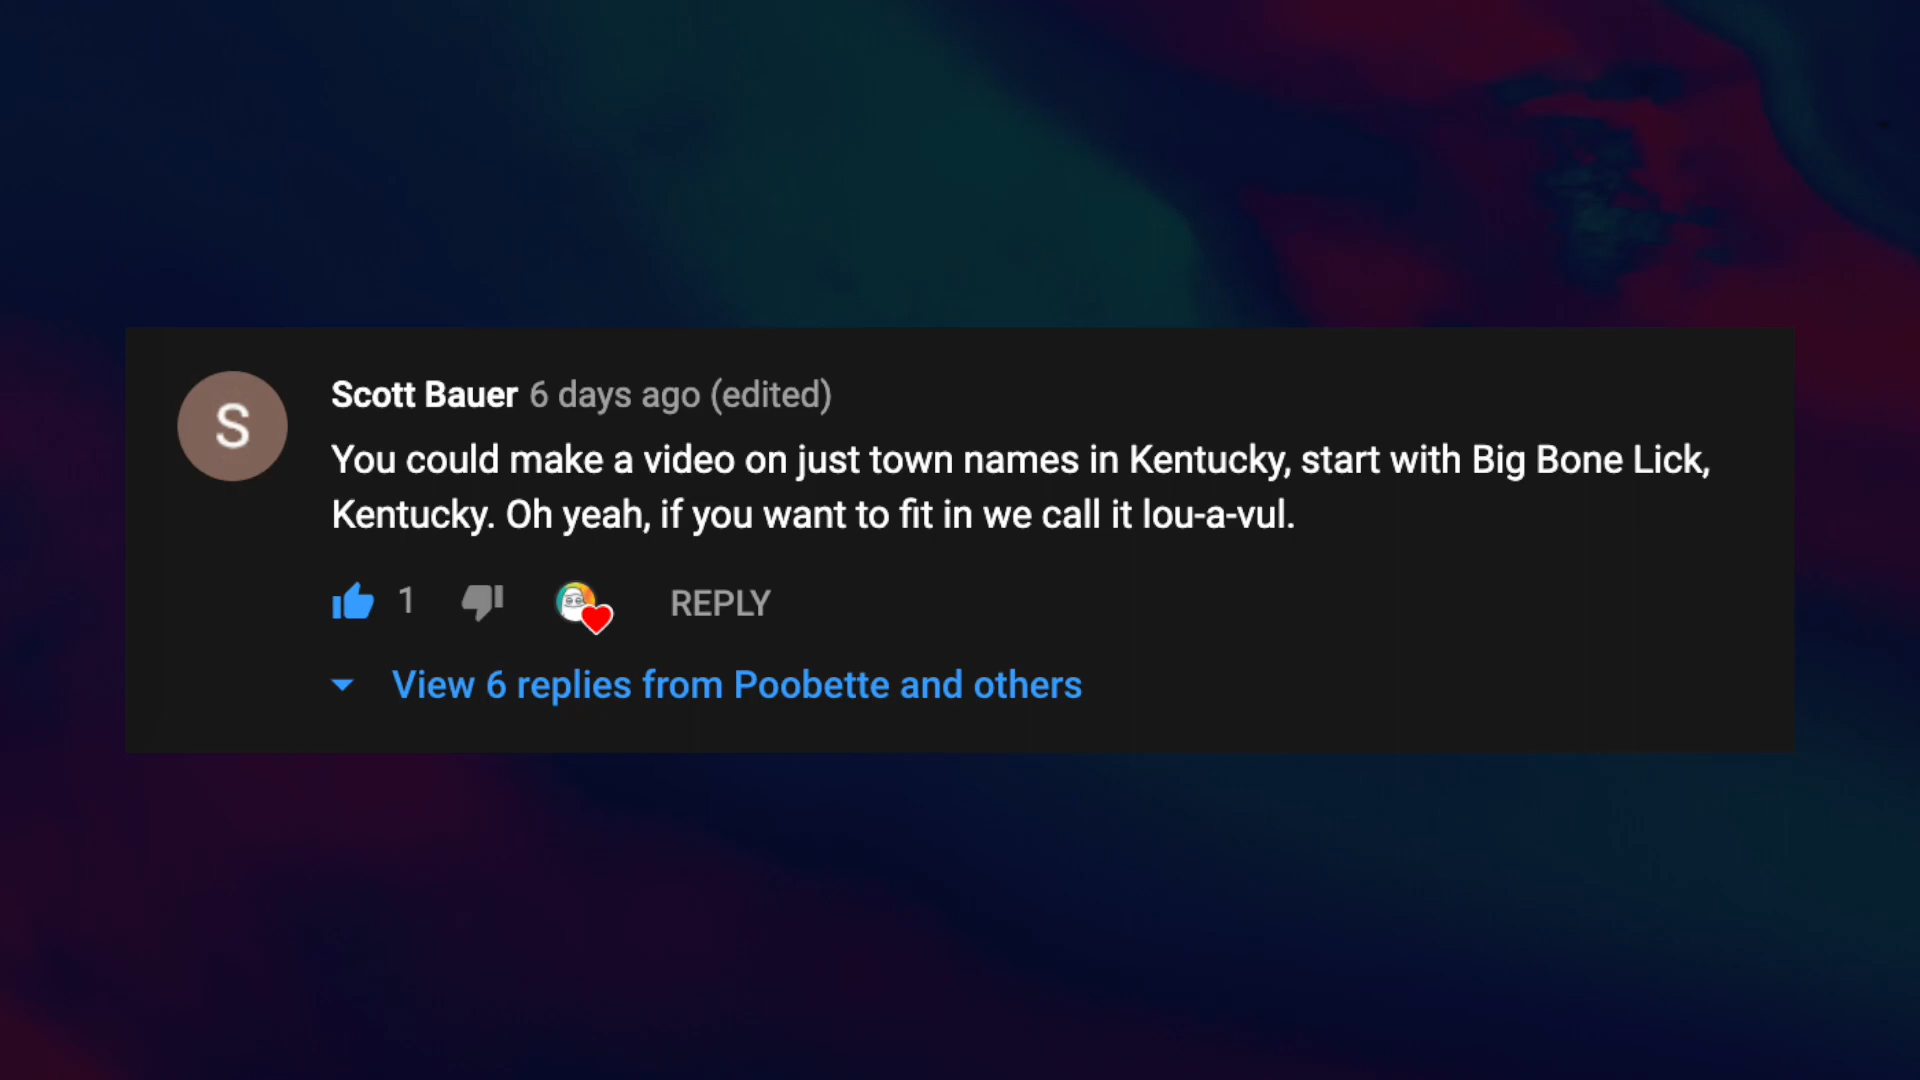 S
Scott Bauer 6 days ago (edited)
You could make a video on just town names in Kentucky, start with Big Bone Lick,
Kentucky. Oh yeah, if you want to fit in we call it lou-a-vul.
1 REPLY
View 6 replies from Poobette and others